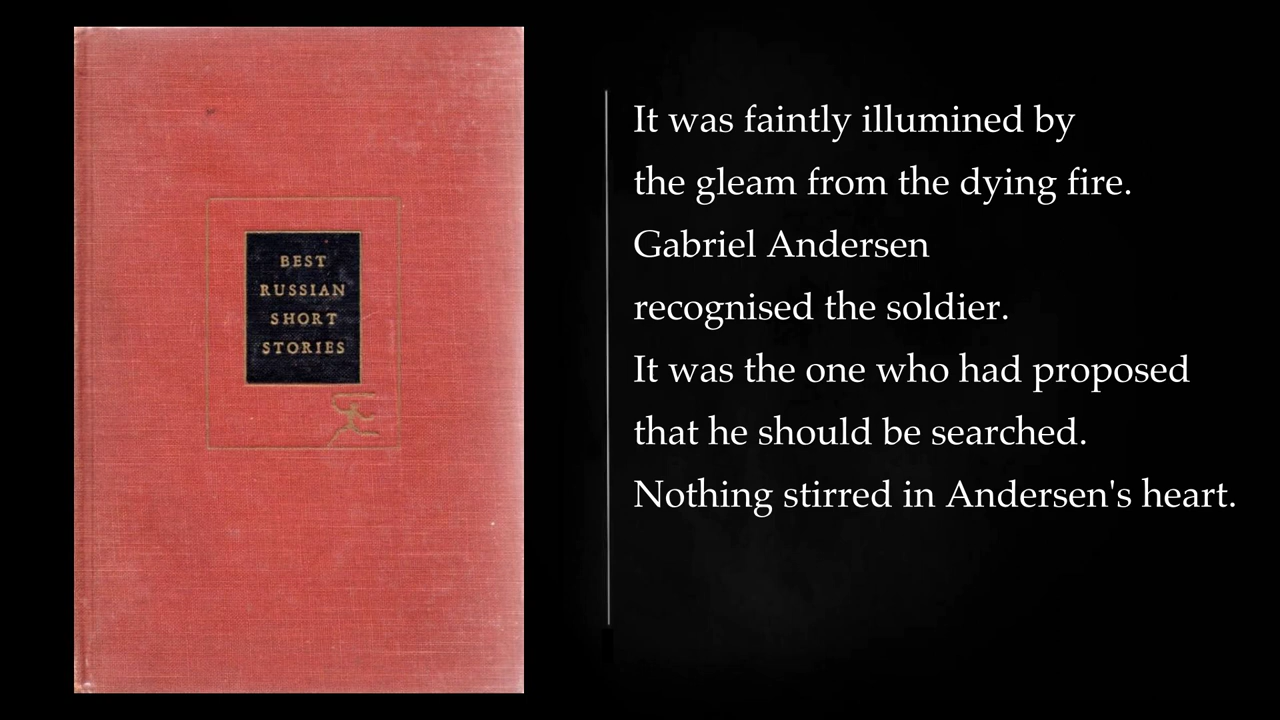 BEST
RUSSIAN
SHORT
STORIES
It was faintly illumined by
the gleam from the dying fire.
Gabriel Andersen
recognised the soldier.
It was the one who had proposed
that he should be searched.
Nothing stirred in Andersen's heart.